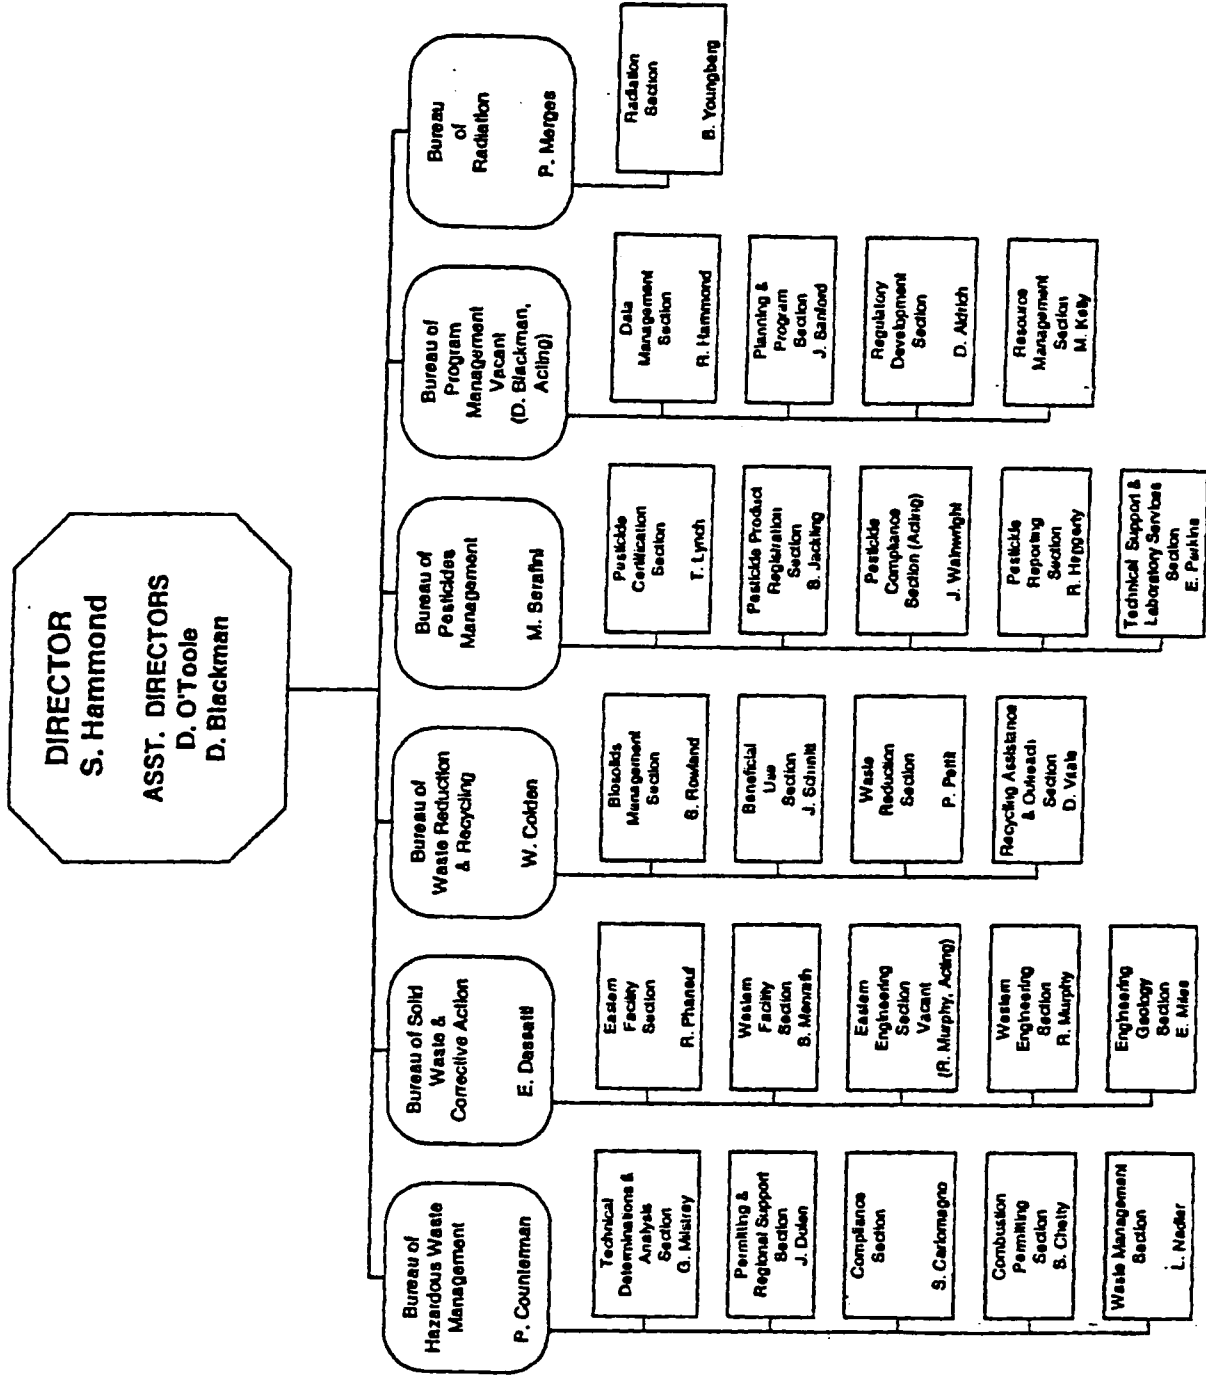 DIRECTOR
S. Hammond
ASST. DIRECTORS
D. O'Toole
D. Blackman
Bureau of
Hazardous Waste
Management
P. Counterman
Technical
Determinations &
Analysis
Section
G. Meistrey
Permitting &
Regional Support
Section
J. Dolen
Compliance
Section
S. Carlomagno
Combustion
Permitting
Section
S. Chetty
Waste Management
Section
L. Nadler
Bureau of Solid
Waste &
Corrective Action
E. Dassatti
Eastern
Facility
Section
R. Phaneuf
Western
Facility
Section
S. Menrath
Eastern
Engineering
Section
Vacant
(R. Murphy, Acting)
Western
Engineering
Section
R. Murphy
Engineering
Geology
Section
E. Miles
Bureau of
Waste Reduction
& Recycling
W. Colden
Biosolids
Management
Section
S. Rowland
Beneficial
Use
Section
J. Schmitt
Waste
Reduction
Section
P. Pettit
Recycling Assistance
& Outreach
Section
D. Vitale
Bureau of
Pesticides
Management
M. Serafini
Pesticide
Certification
Section
T. Lynch
Pesticide Product
Registration
Section
S. Jackling
Pesticide
Compliance
Section (Acting)
J. Wainwright
Pesticide
Reporting
Section
R. Haggerty
Technical Support &
Laboratory Services
Section
E. Perkins
Bureau of
Program
Management
Vacant
(D. Blackman,
Acting)
Data
Management
Section
R. Hammond
Planning &
Program
Section
J. Sanford
Regulatory
Development
Section
D. Aldrich
Resource
Management
Section
M. Kelly
Bureau
of
Radiation
P. Merges
Radiation
Section
B. Youngberg